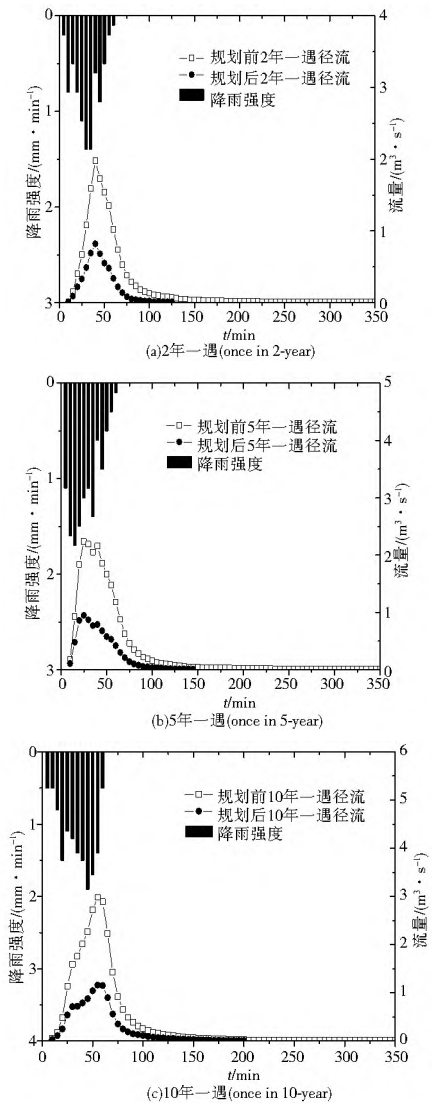 0
1
2
3
4
3
2
1
0
降雨强度/(mm·min⁻¹)
流量/(m³·s⁻¹)
规划前2年一遇径流
规划后2年一遇径流
降雨强度
0 50 100 150 200 250 300 350
t/min
(a)2年一遇(once in 2-year)
0
1
2
3
5
4
3
2
1
0
降雨强度/(mm·min⁻¹)
流量/(m³·s⁻¹)
规划前5年一遇径流
规划后5年一遇径流
降雨强度
0 50 100 150 200 250 300 350
t/min
(b)5年一遇(once in 5-year)
0
1
2
3
4
6
5
4
3
2
1
0
降雨强度/(mm·min⁻¹)
流量/(m³·s⁻¹)
规划前10年一遇径流
规划后10年一遇径流
降雨强度
0 50 100 150 200 250 300 350
t/min
(c)10年一遇(once in 10-year)